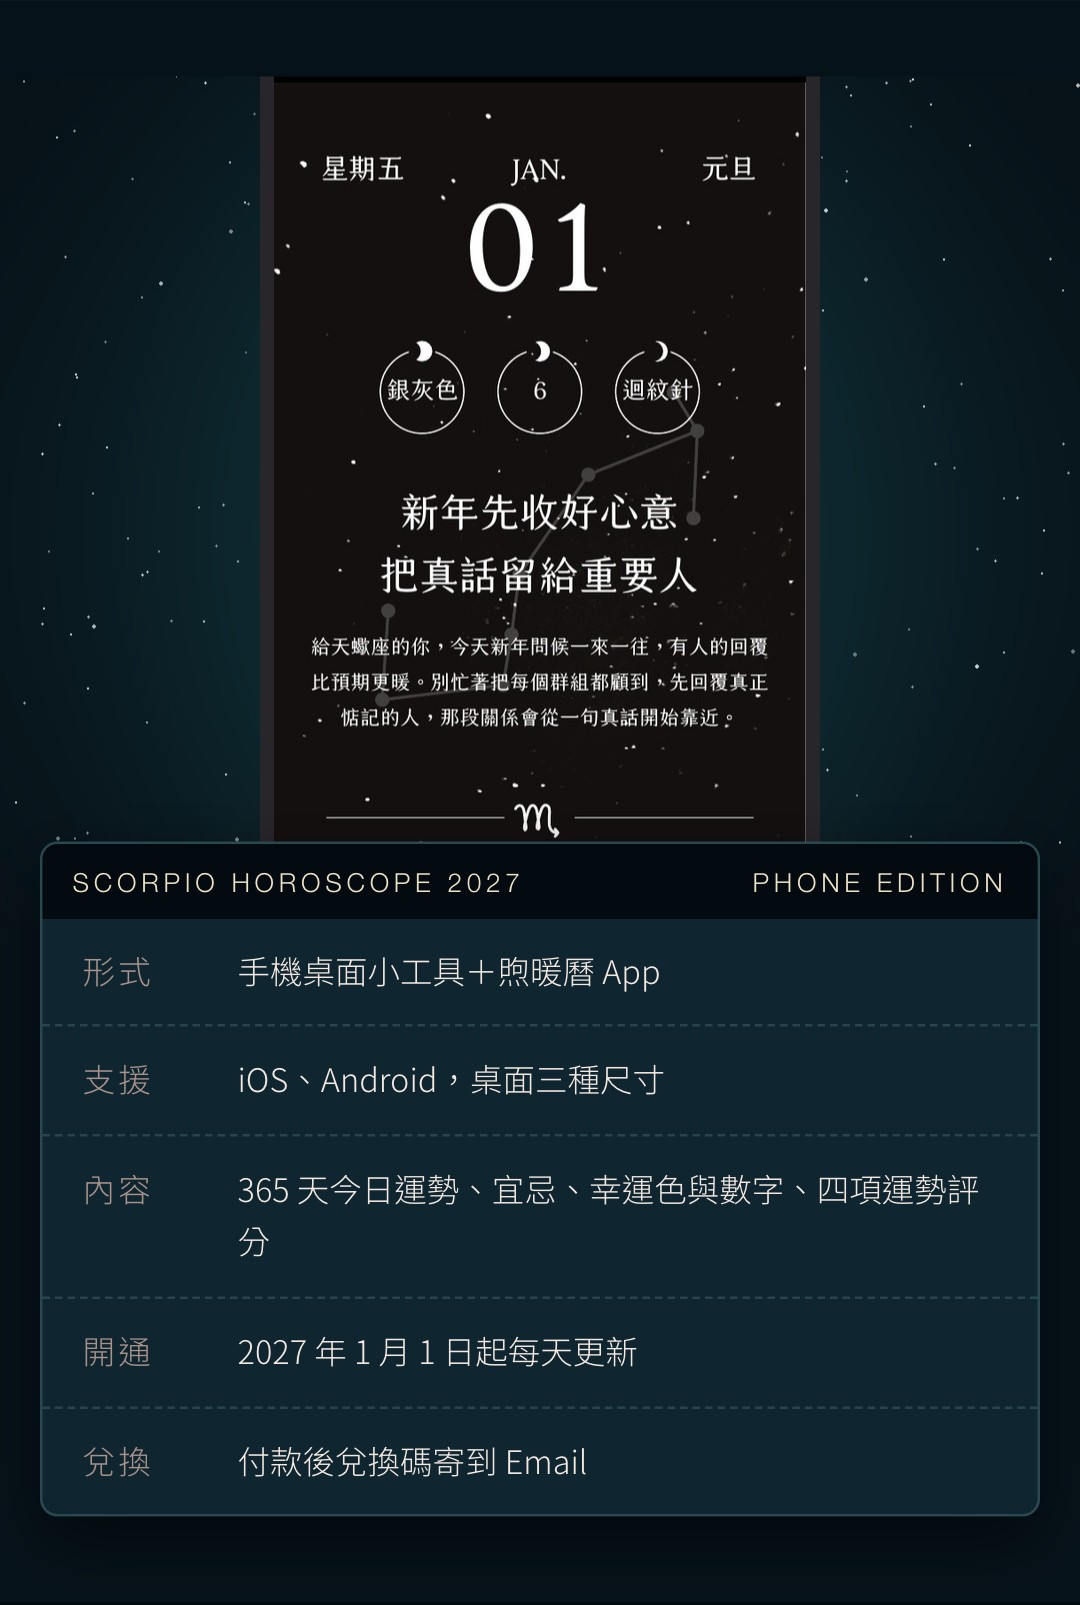 星期五 JAN. 元旦
01
銀灰色 6 迴紋針
新年先收好心意
把真話留給重要人
給天蠍座的你，今天新年問候一來一往，有人的回覆
比預期更暖。別忙著把每個群組都顧到，先回覆真正
惦記的人，那段關係會從一句真話開始靠近。
SCORPIO HOROSCOPE 2027 PHONE EDITION
形式 手機桌面小工具＋煦暖曆 App
支援 iOS、Android，桌面三種尺寸
內容 365 天今日運勢、宜忌、幸運色與數字、四項運勢評
分
開通 2027 年 1 月 1 日起每天更新
兌換 付款後兌換碼寄到 Email